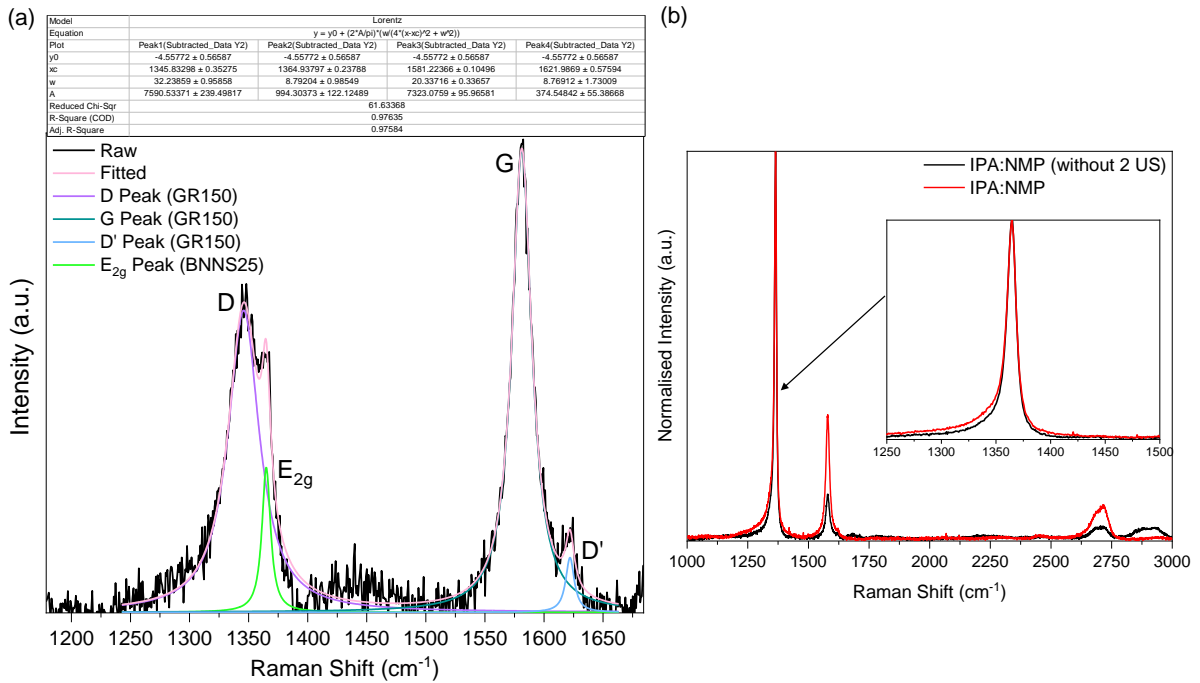 (a)
Model Lorentz
Equation y = y0 + (2*A/pi)*(w/(4*(x-xc)^2 + w^2))
Plot Peak1(Subtracted_Data Y2) Peak2(Subtracted_Data Y2) Peak3(Subtracted_Data Y2) Peak4(Subtracted_Data Y2)
y0 -4.55772 ± 0.56587 -4.55772 ± 0.56587 -4.55772 ± 0.56587 -4.55772 ± 0.56587
xc 1345.83298 ± 0.35275 1364.93797 ± 0.23788 1581.22366 ± 0.10496 1621.9869 ± 0.57594
w 32.23859 ± 0.95858 8.79204 ± 0.98549 20.33716 ± 0.33657 8.76912 ± 1.73009
A 7590.53371 ± 239.49817 994.30373 ± 122.12489 7323.0759 ± 95.96581 374.54842 ± 55.38668
Reduced Chi-Sqr 61.63368
R-Square (COD) 0.97635
Adj. R-Square 0.97584
Raw
Fitted
D Peak (GR150)
G Peak (GR150)
D' Peak (GR150)
E2g Peak (BNNS25)
D
E2g
G
D'
Intensity (a.u.)
1200 1250 1300 1350 1400 1450 1500 1550 1600 1650
Raman Shift (cm-1)
(b)
IPA:NMP (without 2 US)
IPA:NMP
1250 1300 1350 1400 1450 1500
Normalised Intensity (a.u.)
1000 1250 1500 1750 2000 2250 2500 2750 3000
Raman Shift (cm-1)